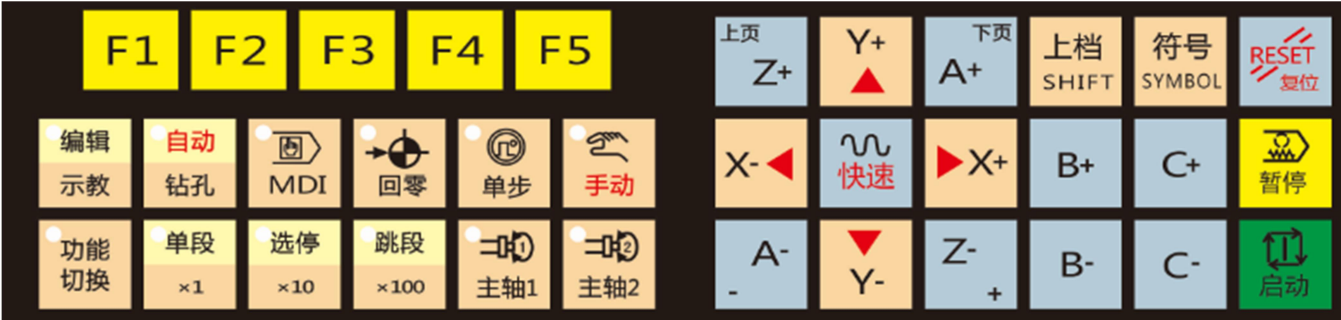 F1 F2 F3 F4 F5
编辑
示教
自动
钻孔
MDI
回零
单步
手动
功能
切换
单段
×1
选停
×10
跳段
×100
1
主轴1
2
主轴2
上页
Z+
Y+
下页
A+
上档
SHIFT
符号
SYMBOL
RESET
复位
X-
快速
X+
B+
C+
暂停
A-
-
Y-
Z-
+
B-
C-
启动